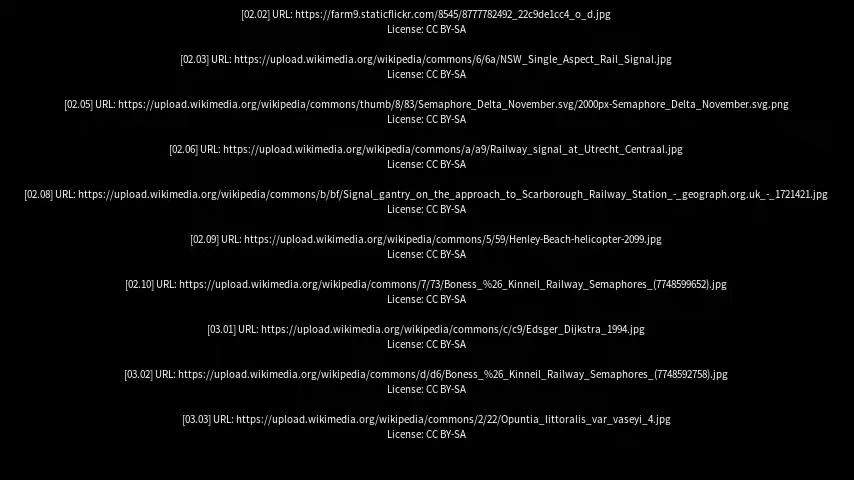 [02.02] URL: https://farm9.staticflickr.com/8545/8777782492_22c9de1cc4_o_d.jpg
License: CC BY-SA
[02.03] URL: https://upload.wikimedia.org/wikipedia/commons/6/6a/NSW_Single_Aspect_Rail_Signal.jpg
License: CC BY-SA
[02.05] URL: https://upload.wikimedia.org/wikipedia/commons/thumb/8/83/Semaphore_Delta_November.svg/2000px-Semaphore_Delta_November.svg.png
License: CC BY-SA
[02.06] URL: https://upload.wikimedia.org/wikipedia/commons/a/a9/Railway_signal_at_Utrecht_Centraal.jpg
License: CC BY-SA
[02.08] URL: https://upload.wikimedia.org/wikipedia/commons/b/bf/Signal_gantry_on_the_approach_to_Scarborough_Railway_Station_-_geograph.org.uk_-_1721421.jpg
License: CC BY-SA
[02.09] URL: https://upload.wikimedia.org/wikipedia/commons/5/59/Henley-Beach-helicopter-2099.jpg
License: CC BY-SA
[02.10] URL: https://upload.wikimedia.org/wikipedia/commons/7/73/Boness_%26_Kinneil_Railway_Semaphores_(7748599652).jpg
License: CC BY-SA
[03.01] URL: https://upload.wikimedia.org/wikipedia/commons/c/c9/Edsger_Dijkstra_1994.jpg
License: CC BY-SA
[03.02] URL: https://upload.wikimedia.org/wikipedia/commons/d/d6/Boness_%26_Kinneil_Railway_Semaphores_(7748592758).jpg
License: CC BY-SA
[03.03] URL: https://upload.wikimedia.org/wikipedia/commons/2/22/Opuntia_littoralis_var_vaseyi_4.jpg
License: CC BY-SA